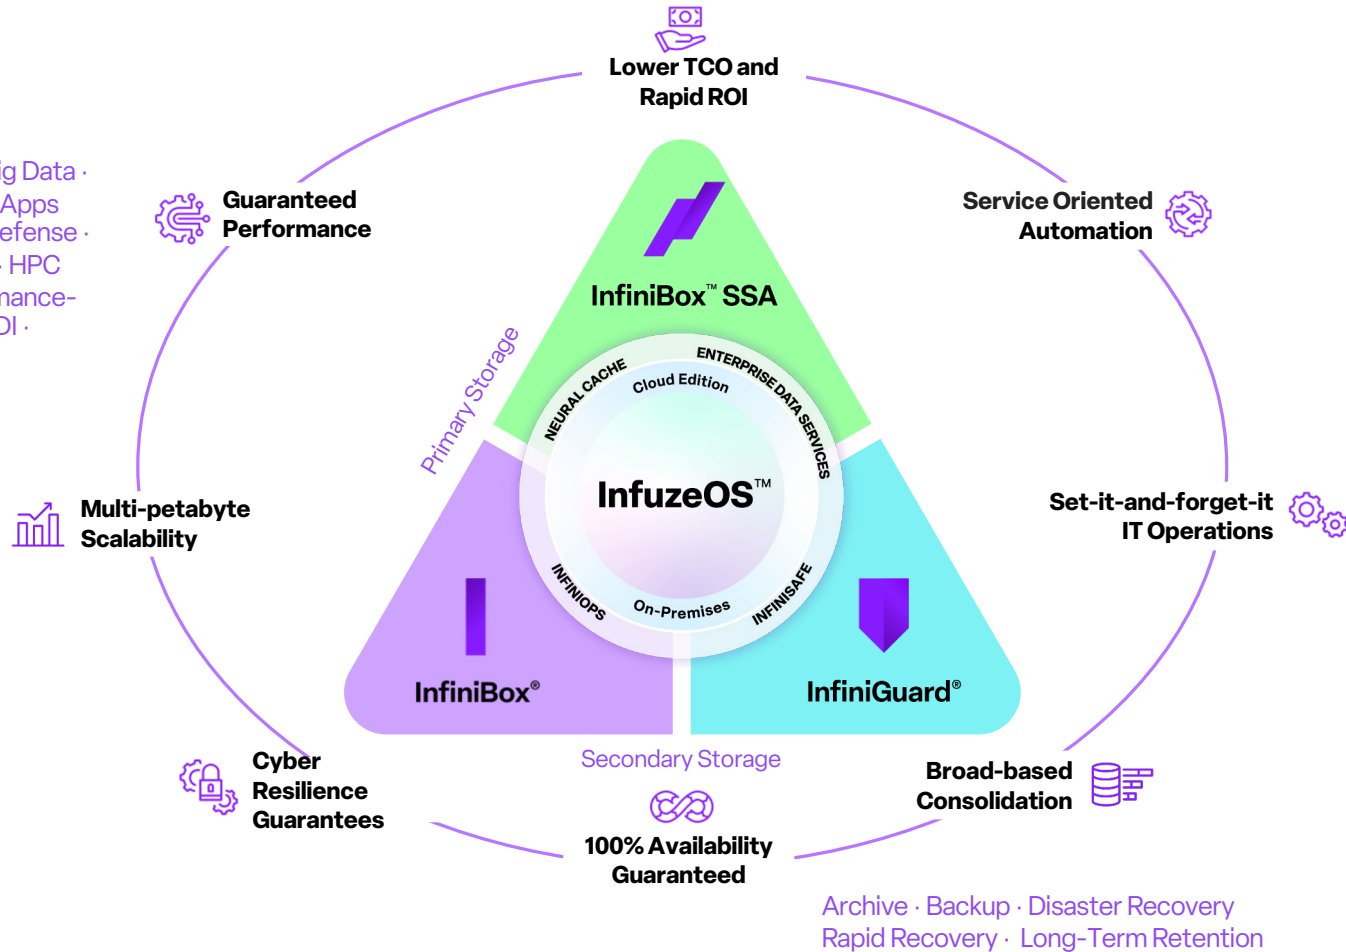 Lower TCO and
Rapid ROI
Big Data ·
Apps
Defense ·
· HPC
Guaranteed
Performance
Service Oriented
Automation
InfiniBox™ SSA
Primary Storage
NEURAL CACHE
ENTERPRISE DATA SERVICES
Cloud Edition
InfuzeOS™
Multi-petabyte
Scalability
Set-it-and-forget-it
IT Operations
INFINIOPS
On-Premises
INFINISAFE
InfiniBox®
InfiniGuard®
Secondary Storage
Cyber
Resilience
Guarantees
Broad-based
Consolidation
100% Availability
Guaranteed
Archive · Backup · Disaster Recovery
Rapid Recovery · Long-Term Retention